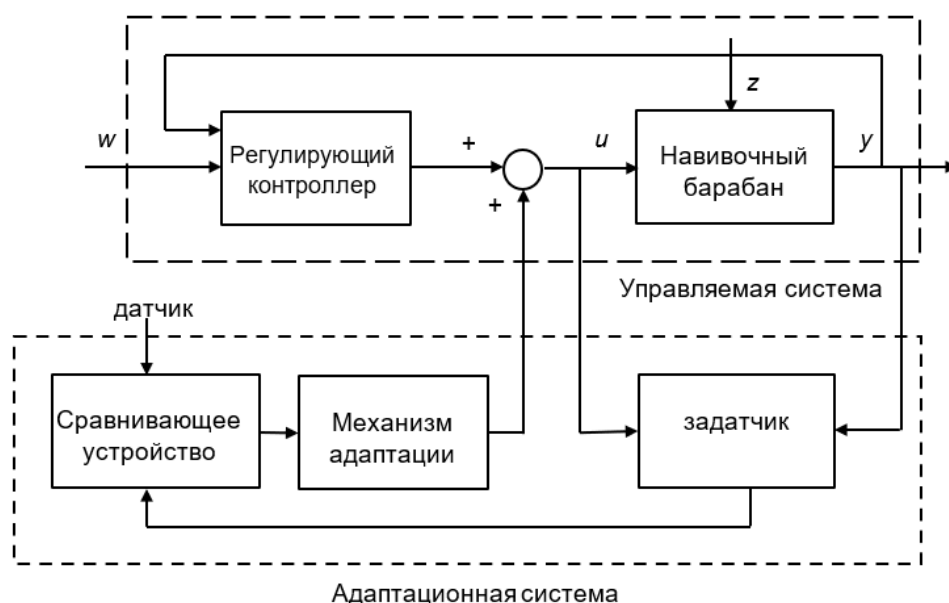 z
w
Регулирующий
контроллер
+
+
u
Навивочный
барабан
y
Управляемая система
датчик
Сравнивающее
устройство
Механизм
адаптации
задатчик
Адаптационная система